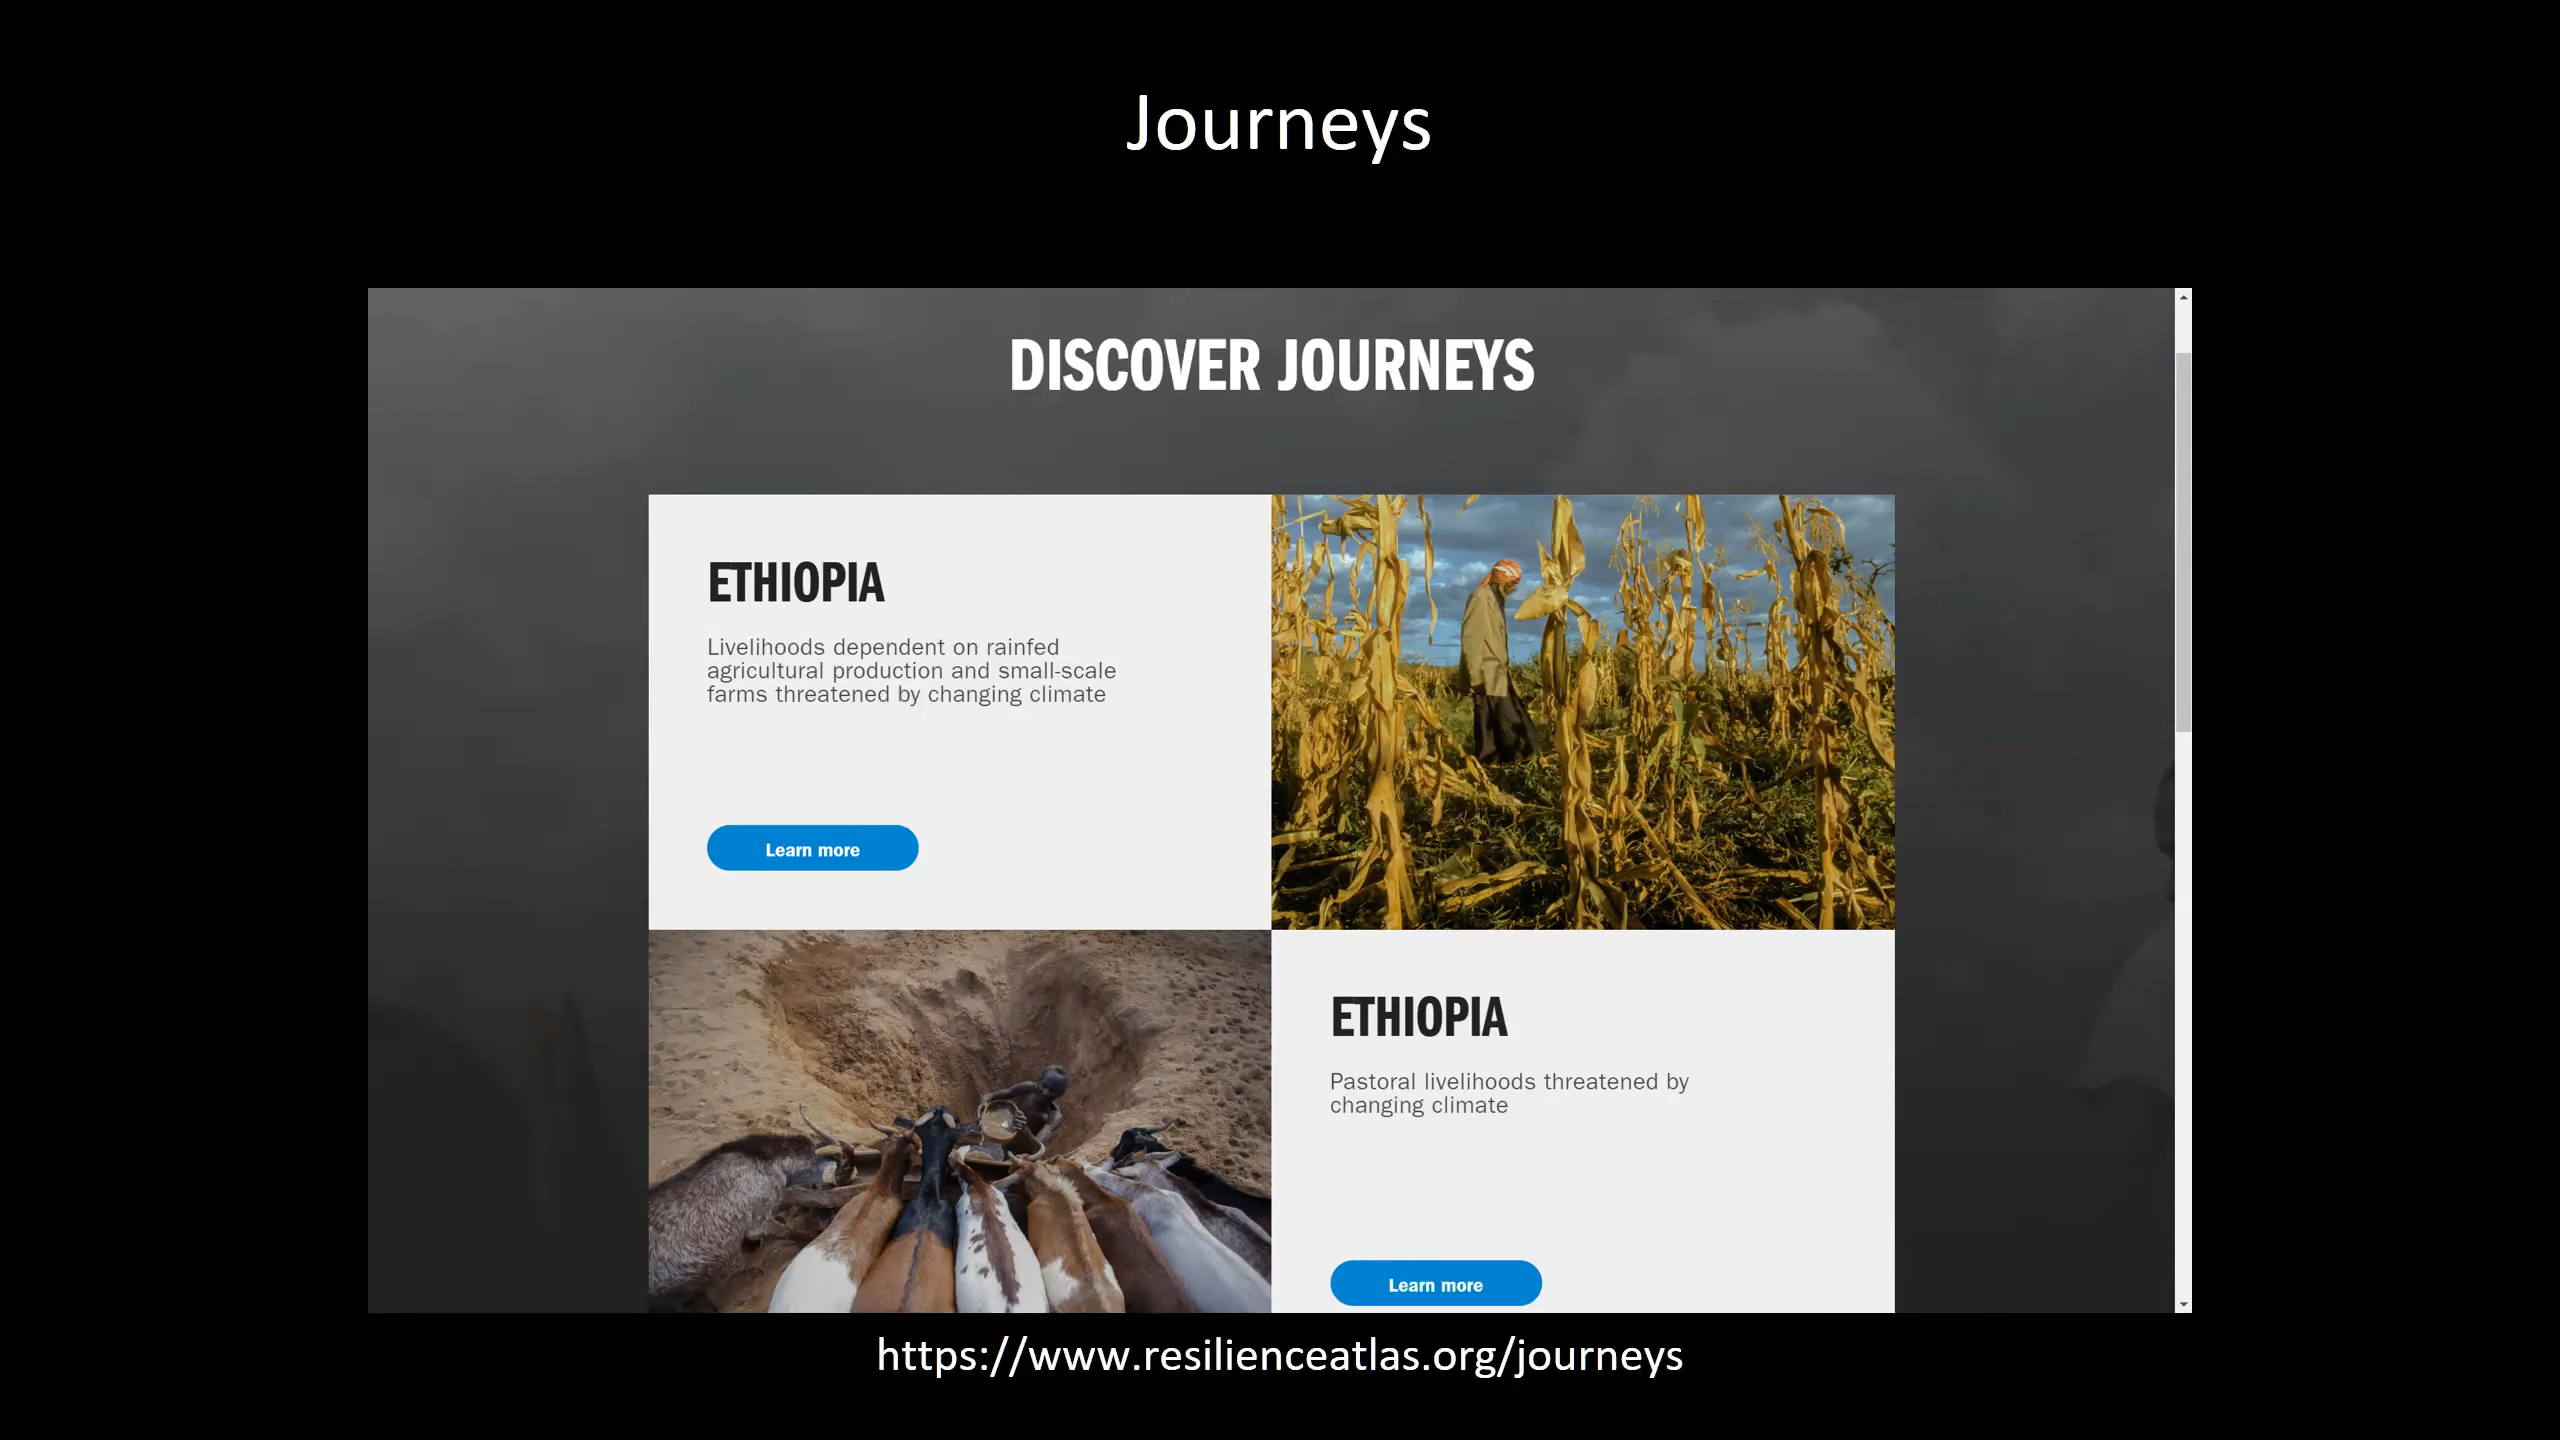 Journeys
DISCOVER JOURNEYS
ETHIOPIA
Livelihoods dependent on rainfed
agricultural production and small-scale
farms threatened by changing climate
Learn more
ETHIOPIA
Pastoral livelihoods threatened by
changing climate
Learn more
https://www.resilienceatlas.org/journeys